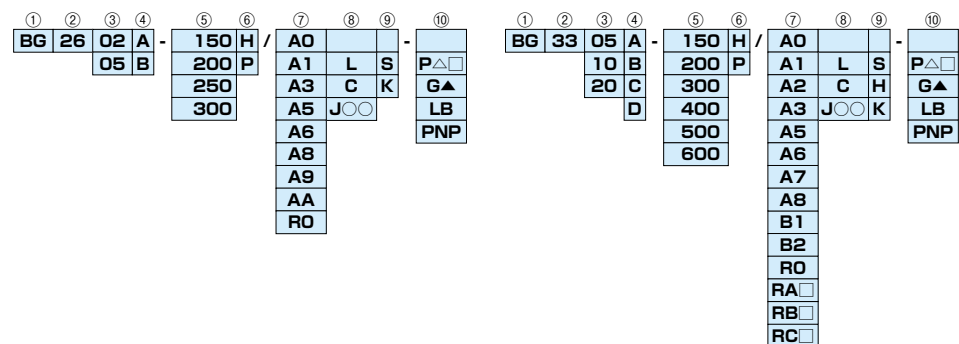 ① ② ③ ④ ⑤ ⑥ ⑦ ⑧ ⑨ ⑩
BG 26 02 A - 150 H / A0 -
05 B 200 P A1 L S P△□
250 A3 C K G▲
300 A5 J○○ LB
A6 PNP
A8
A9
AA
R0
① ② ③ ④ ⑤ ⑥ ⑦ ⑧ ⑨ ⑩
BG 33 05 A - 150 H / A0 -
10 B 200 P A1 L S P△□
20 C 300 A2 C H G▲
D 400 A3 J○○ K LB
500 A5 PNP
600 A6
A7
A8
B1
B2
R0
RA□
RB□
RC□